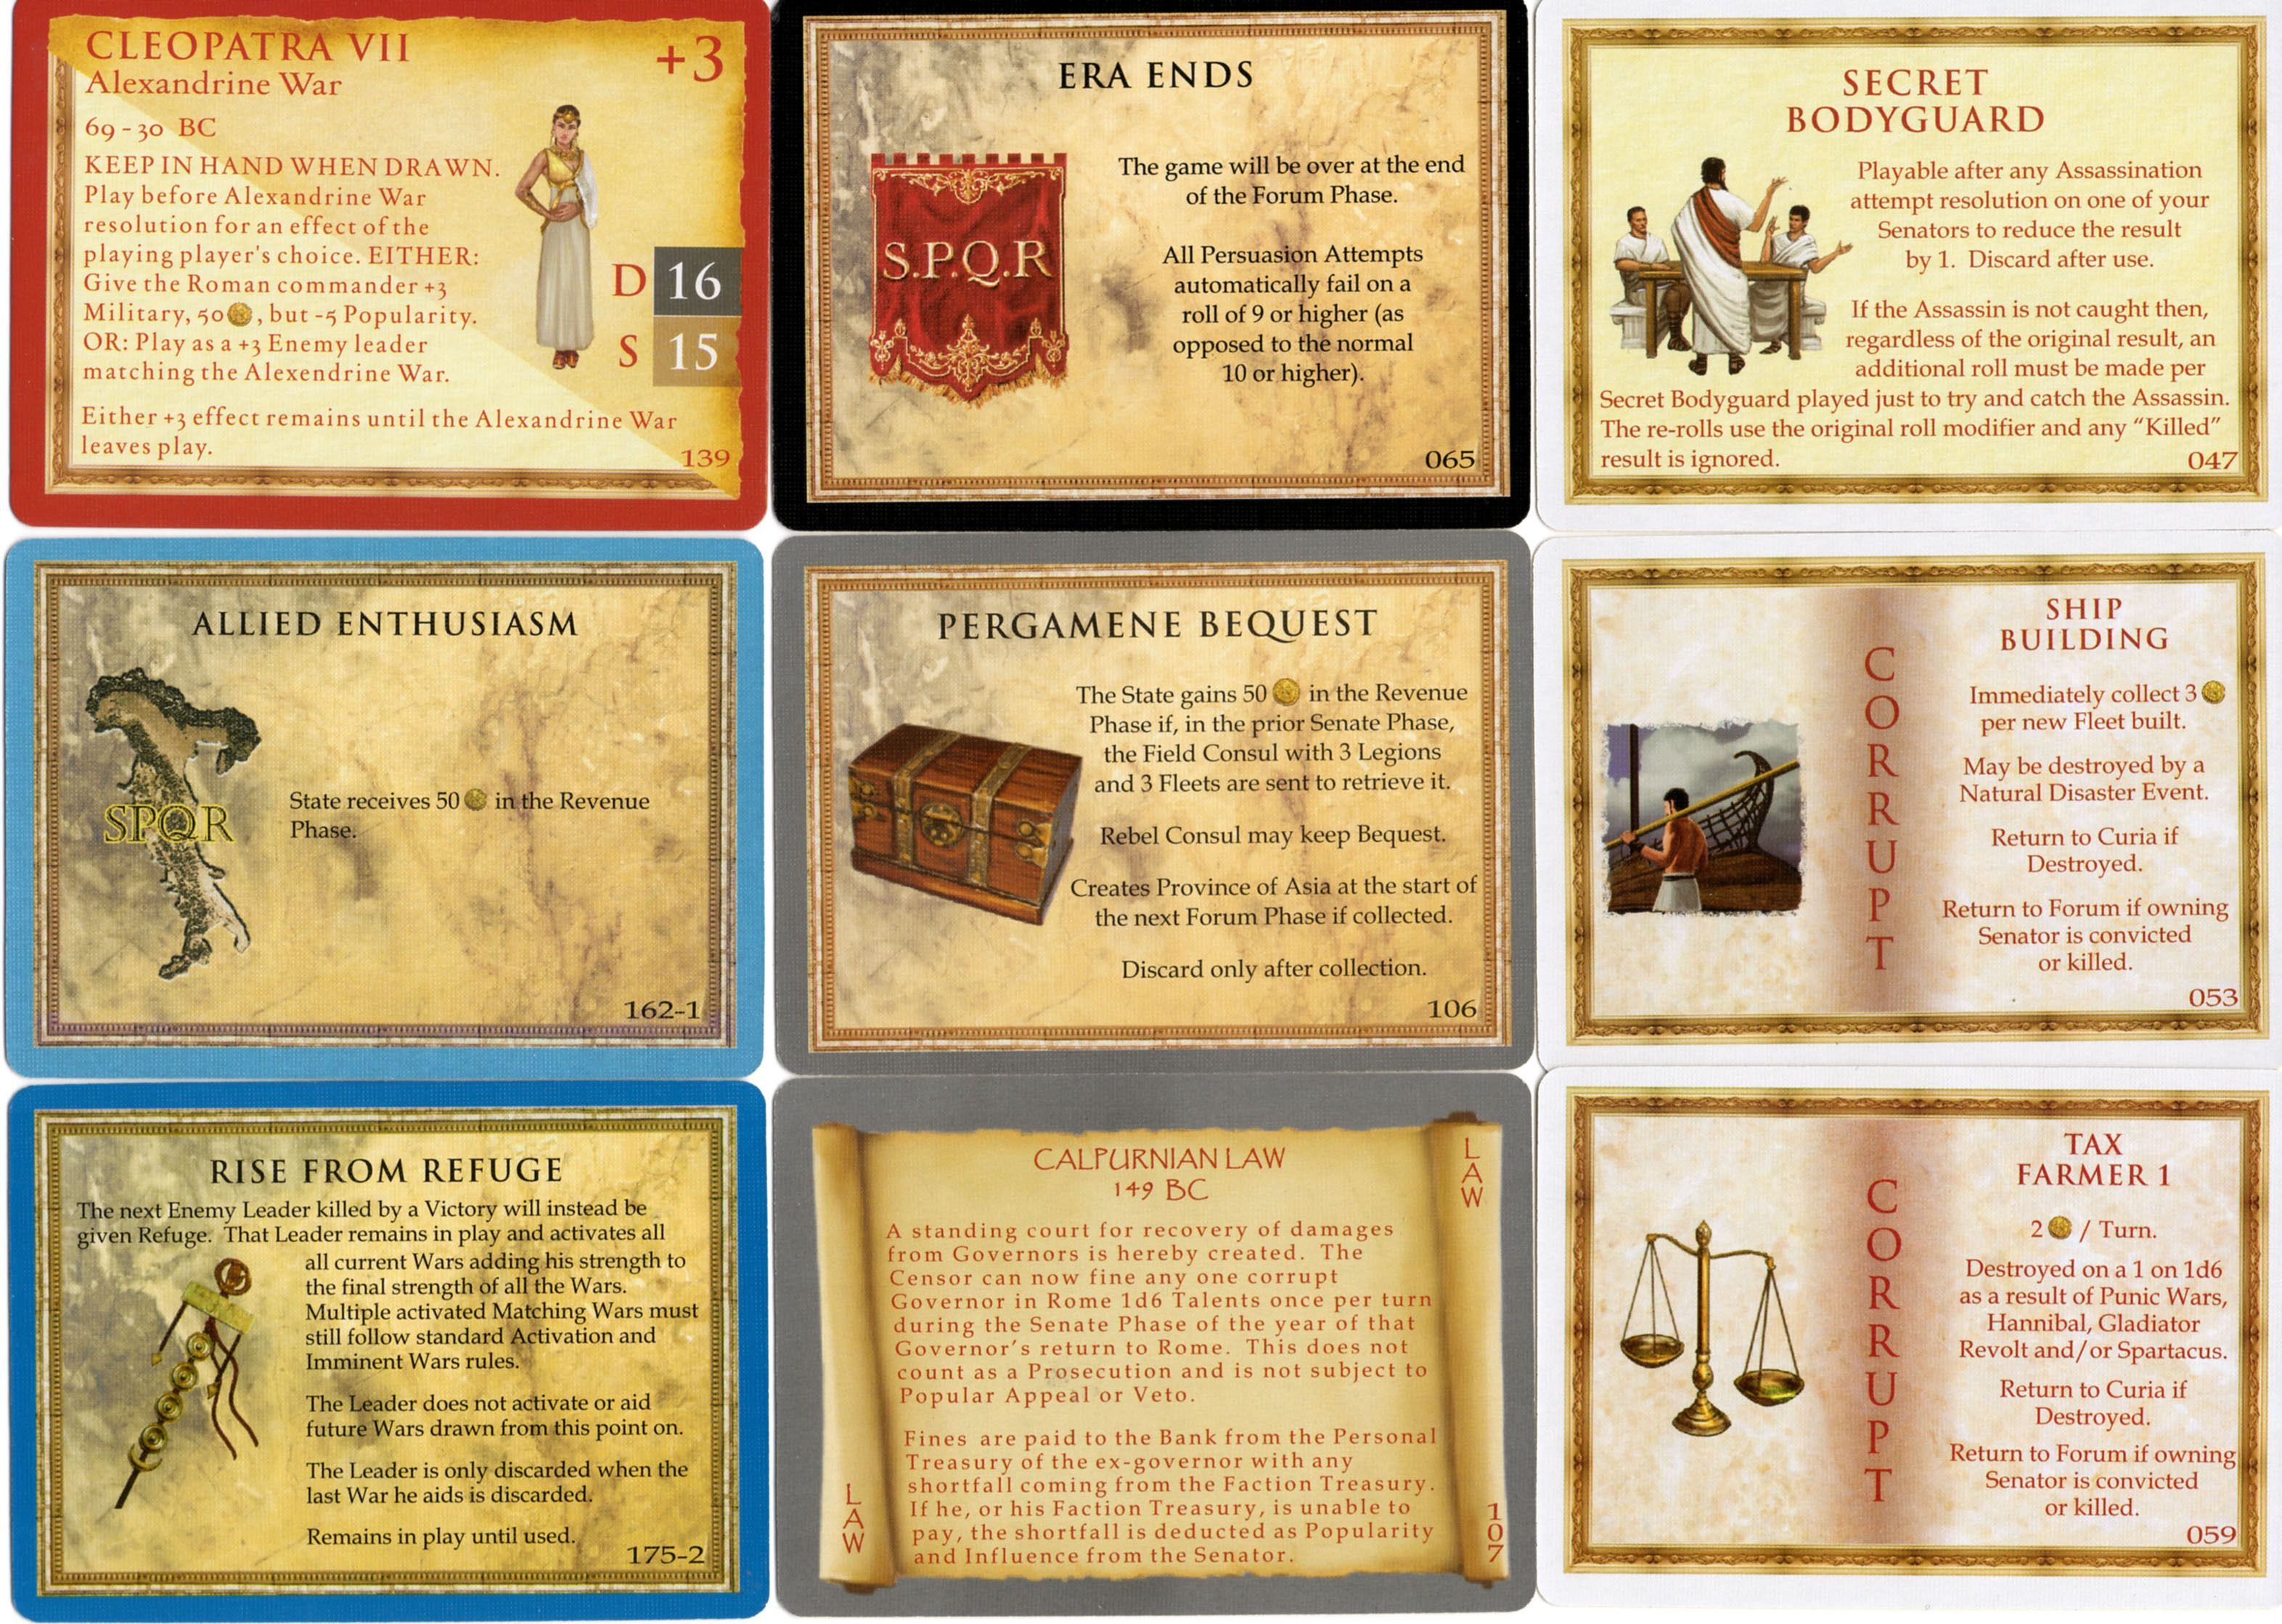 CLEOPATRA VII
Alexandrine War
+3
69 - 30 BC
KEEP IN HAND WHEN DRAWN.
Play before Alexandrine War
resolution for an effect of the
playing player's choice. EITHER:
Give the Roman commander +3
Military, 50 , but -5 Popularity.
OR: Play as a +3 Enemy leader
matching the Alexendrine War.
D 16
S 15
Either +3 effect remains until the Alexandrine War
leaves play.
139
ERA ENDS
The game will be over at the end
of the Forum Phase.
S.P.Q.R
All Persuasion Attempts
automatically fail on a
roll of 9 or higher (as
opposed to the normal
10 or higher).
065
SECRET
BODYGUARD
Playable after any Assassination
attempt resolution on one of your
Senators to reduce the result
by 1. Discard after use.
If the Assassin is not caught then,
regardless of the original result, an
additional roll must be made per
Secret Bodyguard played just to try and catch the Assassin.
The re-rolls use the original roll modifier and any “Killed”
result is ignored.
047
ALLIED ENTHUSIASM
SPQR
State receives 50 in the Revenue
Phase.
162-1
PERGAMENE BEQUEST
The State gains 50 in the Revenue
Phase if, in the prior Senate Phase,
the Field Consul with 3 Legions
and 3 Fleets are sent to retrieve it.
Rebel Consul may keep Bequest.
Creates Province of Asia at the start of
the next Forum Phase if collected.
Discard only after collection.
106
CORRUPT
SHIP
BUILDING
Immediately collect 3
per new Fleet built.
May be destroyed by a
Natural Disaster Event.
Return to Curia if
Destroyed.
Return to Forum if owning
Senator is convicted
or killed.
053
RISE FROM REFUGE
The next Enemy Leader killed by a Victory will instead be
given Refuge. That Leader remains in play and activates all
all current Wars adding his strength to
the final strength of all the Wars.
Multiple activated Matching Wars must
still follow standard Activation and
Imminent Wars rules.
The Leader does not activate or aid
future Wars drawn from this point on.
The Leader is only discarded when the
last War he aids is discarded.
Remains in play until used.
175-2
CALPURNIAN LAW
149 BC
LAW
A standing court for recovery of damages
from Governors is hereby created. The
Censor can now fine any one corrupt
Governor in Rome 1d6 Talents once per turn
during the Senate Phase of the year of that
Governor's return to Rome. This does not
count as a Prosecution and is not subject to
Popular Appeal or Veto.
Fines are paid to the Bank from the Personal
Treasury of the ex-governor with any
shortfall coming from the Faction Treasury.
If he, or his Faction Treasury, is unable to
pay, the shortfall is deducted as Popularity
and Influence from the Senator.
LAW
107
CORRUPT
TAX
FARMER 1
2 / Turn.
Destroyed on a 1 on 1d6
as a result of Punic Wars,
Hannibal, Gladiator
Revolt and/or Spartacus.
Return to Curia if
Destroyed.
Return to Forum if owning
Senator is convicted
or killed.
059